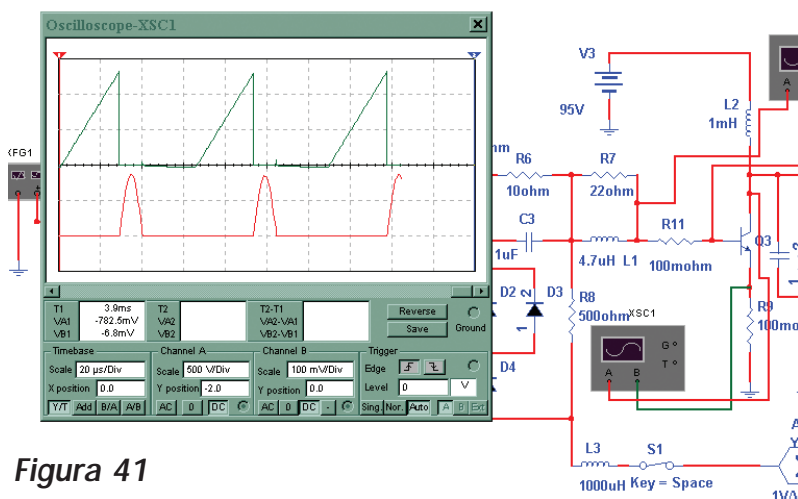 Oscilloscope-XSC1
T1 3.9ms
VA1 -782.5mV
VB1 -6.8mV
T2
VA2
VB2
T2-T1
VA2-VA1
VB2-VB1
Reverse
Save
Ground
Timebase
Scale 20 µs/Div
X position 0.0
Y/T Add B/A A/B
Channel A
Scale 500 V/Div
Y position -2.0
AC 0 DC
Channel B
Scale 100 mV/Div
Y position 0.0
AC 0 DC -
Trigger
Edge
Level 0 V
Sing. Nor. Auto A B Ext
XFG1
V3
95V
L2
1mH
A
R6
10ohm
R7
22ohm
C3
1uF
4.7uH L1
R11
100mohm
Q3
D2
2
1
D3
R8
500ohm
XSC1
G
T
A B
R9
100mo
D4
L3
1000uH
S1
Key = Space
1V/V
Figura 41